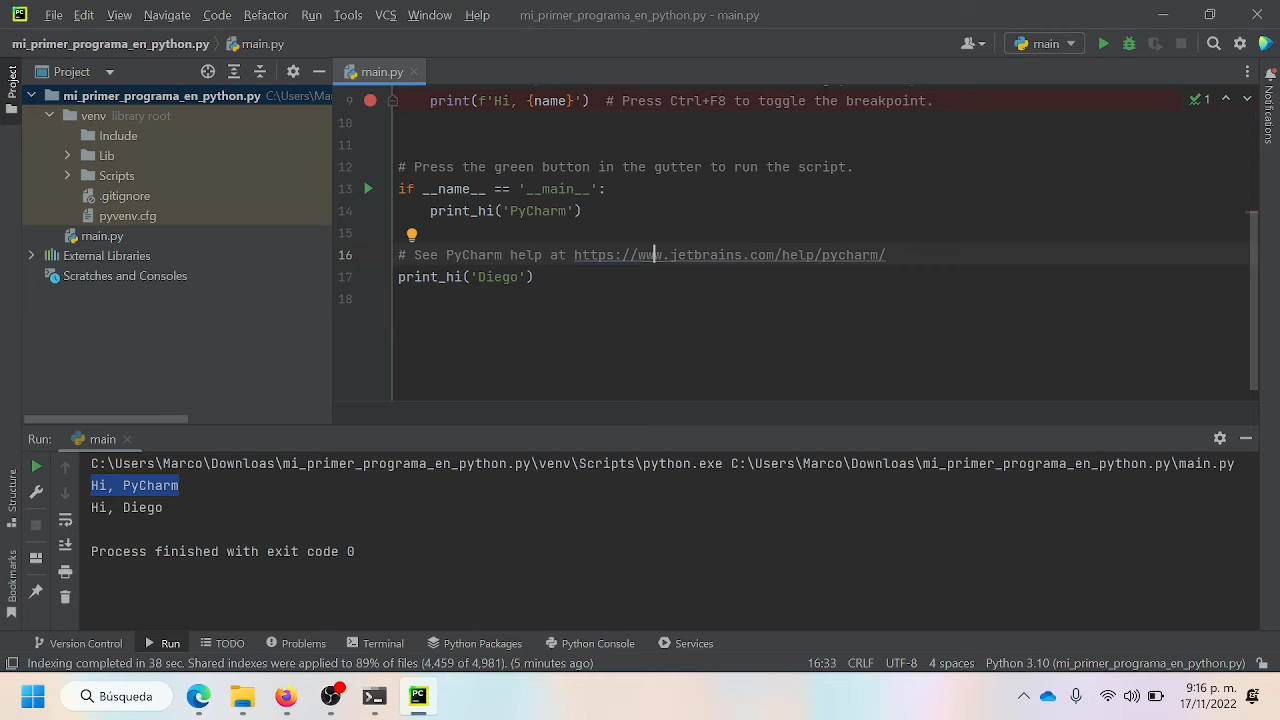 File Edit View Navigate Code Refactor Run Tools VCS Window Help mi_primer_programa_en_python.py - main.py
mi_primer_programa_en_python.py main.py main
Project main.py
mi_primer_programa_en_python.py C:\Users\Mar
venv library root
Include
Lib
Scripts
.gitignore
pyvenv.cfg
main.py
External Libraries
Scratches and Consoles
9 print(f'Hi, {name}') # Press Ctrl+F8 to toggle the breakpoint. 1
10
11
12 # Press the green button in the gutter to run the script.
13 if __name__ == '__main__':
14 print_hi('PyCharm')
15
16 # See PyCharm help at https://www.jetbrains.com/help/pycharm/
17 print_hi('Diego')
18
Project
Structure
Bookmarks
Notifications
Run: main
C:\Users\Marco\Downloas\mi_primer_programa_en_python.py\venv\Scripts\python.exe C:\Users\Marco\Downloas\mi_primer_programa_en_python.py\main.py
Hi, PyCharm
Hi, Diego
Process finished with exit code 0
Version Control Run TODO Problems Terminal Python Packages Python Console Services
Indexing completed in 38 sec. Shared indexes were applied to 89% of files (4,459 of 4,981). (5 minutes ago) 16:33 CRLF UTF-8 4 spaces Python 3.10 (mi_primer_programa_en_python.py)
Búsqueda PC 9:16 p. m.
17/11/2022